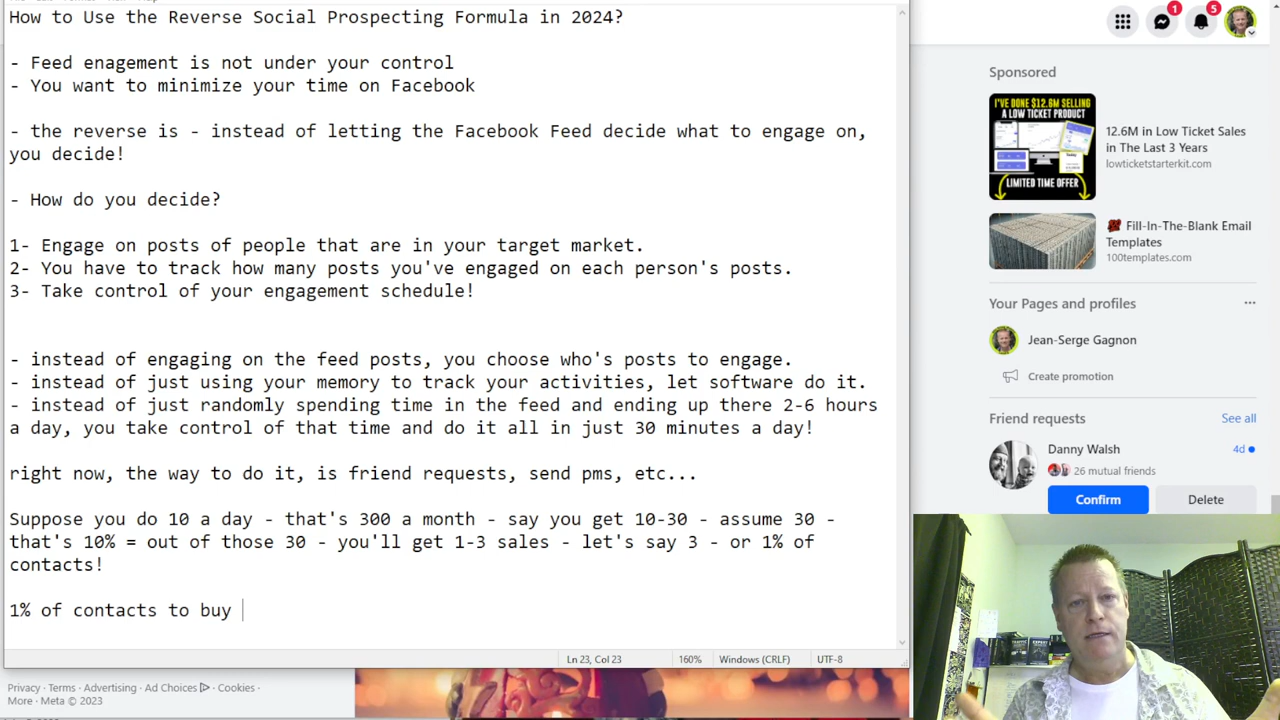 How to Use the Reverse Social Prospecting Formula in 2024?
- Feed enagement is not under your control
- You want to minimize your time on Facebook
- the reverse is - instead of letting the Facebook Feed decide what to engage on,
you decide!
- How do you decide?
1- Engage on posts of people that are in your target market.
2- You have to track how many posts you've engaged on each person's posts.
3- Take control of your engagement schedule!
- instead of engaging on the feed posts, you choose who's posts to engage.
- instead of just using your memory to track your activities, let software do it.
- instead of just randomly spending time in the feed and ending up there 2-6 hours
a day, you take control of that time and do it all in just 30 minutes a day!
right now, the way to do it, is friend requests, send pms, etc...
Suppose you do 10 a day - that's 300 a month - say you get 10-30 - assume 30 -
that's 10% = out of those 30 - you'll get 1-3 sales - let's say 3 - or 1% of
contacts!
1% of contacts to buy
Ln 23, Col 23
160%
Windows (CRLF)
UTF-8
Privacy · Terms · Advertising · Ad Choices · Cookies ·
More · Meta © 2023
1
5
Sponsored
I'VE DONE $12.6M SELLING
A LOW TICKET PRODUCT
LIMITED TIME OFFER
12.6M in Low Ticket Sales
in The Last 3 Years
lowticketstarterkit.com
💯 Fill-In-The-Blank Email
Templates
100templates.com
Your Pages and profiles
Jean-Serge Gagnon
Create promotion
Friend requests
See all
Danny Walsh
4d
26 mutual friends
Confirm
Delete